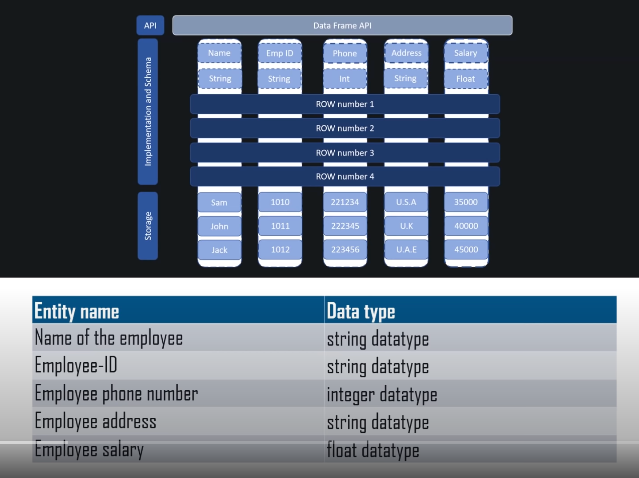 API Data Frame API
Implementation and Schema
Name Emp ID Phone Address Salary
String String Int String Float
ROW number 1
ROW number 2
ROW number 3
ROW number 4
Storage
Sam 1010 221234 U.S.A 35000
John 1011 222345 U.K 40000
Jack 1012 223456 U.A.E 45000
Entity name Data type
Name of the employee string datatype
Employee-ID string datatype
Employee phone number integer datatype
Employee address string datatype
Employee salary float datatype